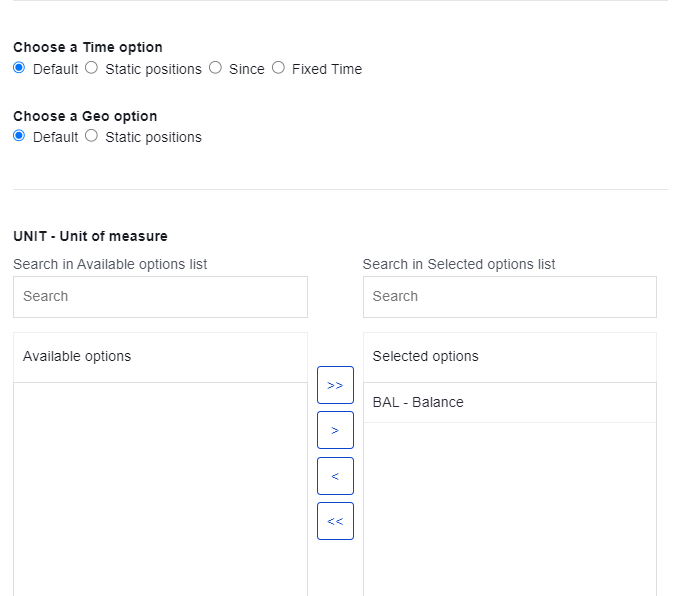 Choose a Time option
Default Static positions Since Fixed Time
Choose a Geo option
Default Static positions
UNIT - Unit of measure
Search in Available options list
Search in Selected options list
Search
Search
Available options
Selected options
>>
BAL - Balance
>
<
<<